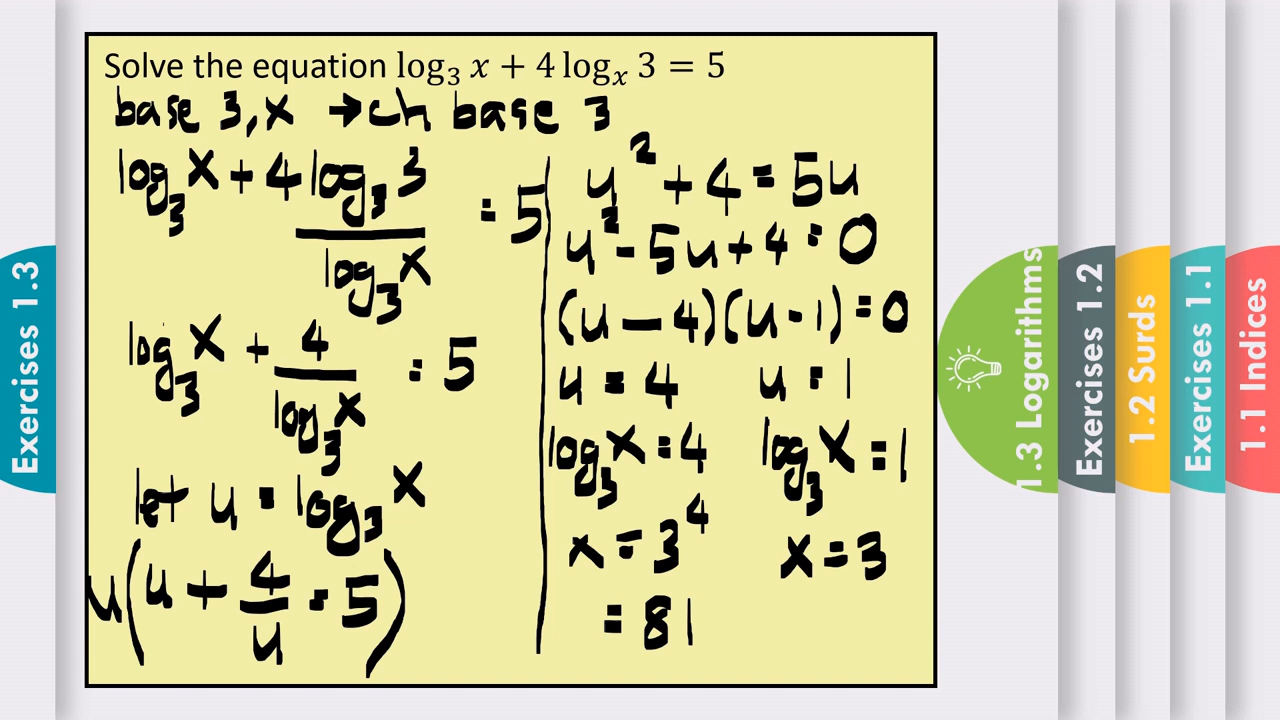 Solve the equation log₃ x + 4 logₓ 3 = 5
base 3, x → ch base 3
log₃ x + 4 log₃ 3 / log₃ x = 5
log₃ x + 4 / log₃ x = 5
let u = log₃ x
u(u + 4/u = 5)
u² + 4 = 5u
u² - 5u + 4 = 0
(u - 4)(u - 1) = 0
u = 4 u = 1
log₃ x = 4 log₃ x = 1
x = 3⁴ x = 3
= 81
Exercises 1.3
1.3 Logarithms
Exercises 1.2
1.2 Surds
Exercises 1.1
1.1 Indices